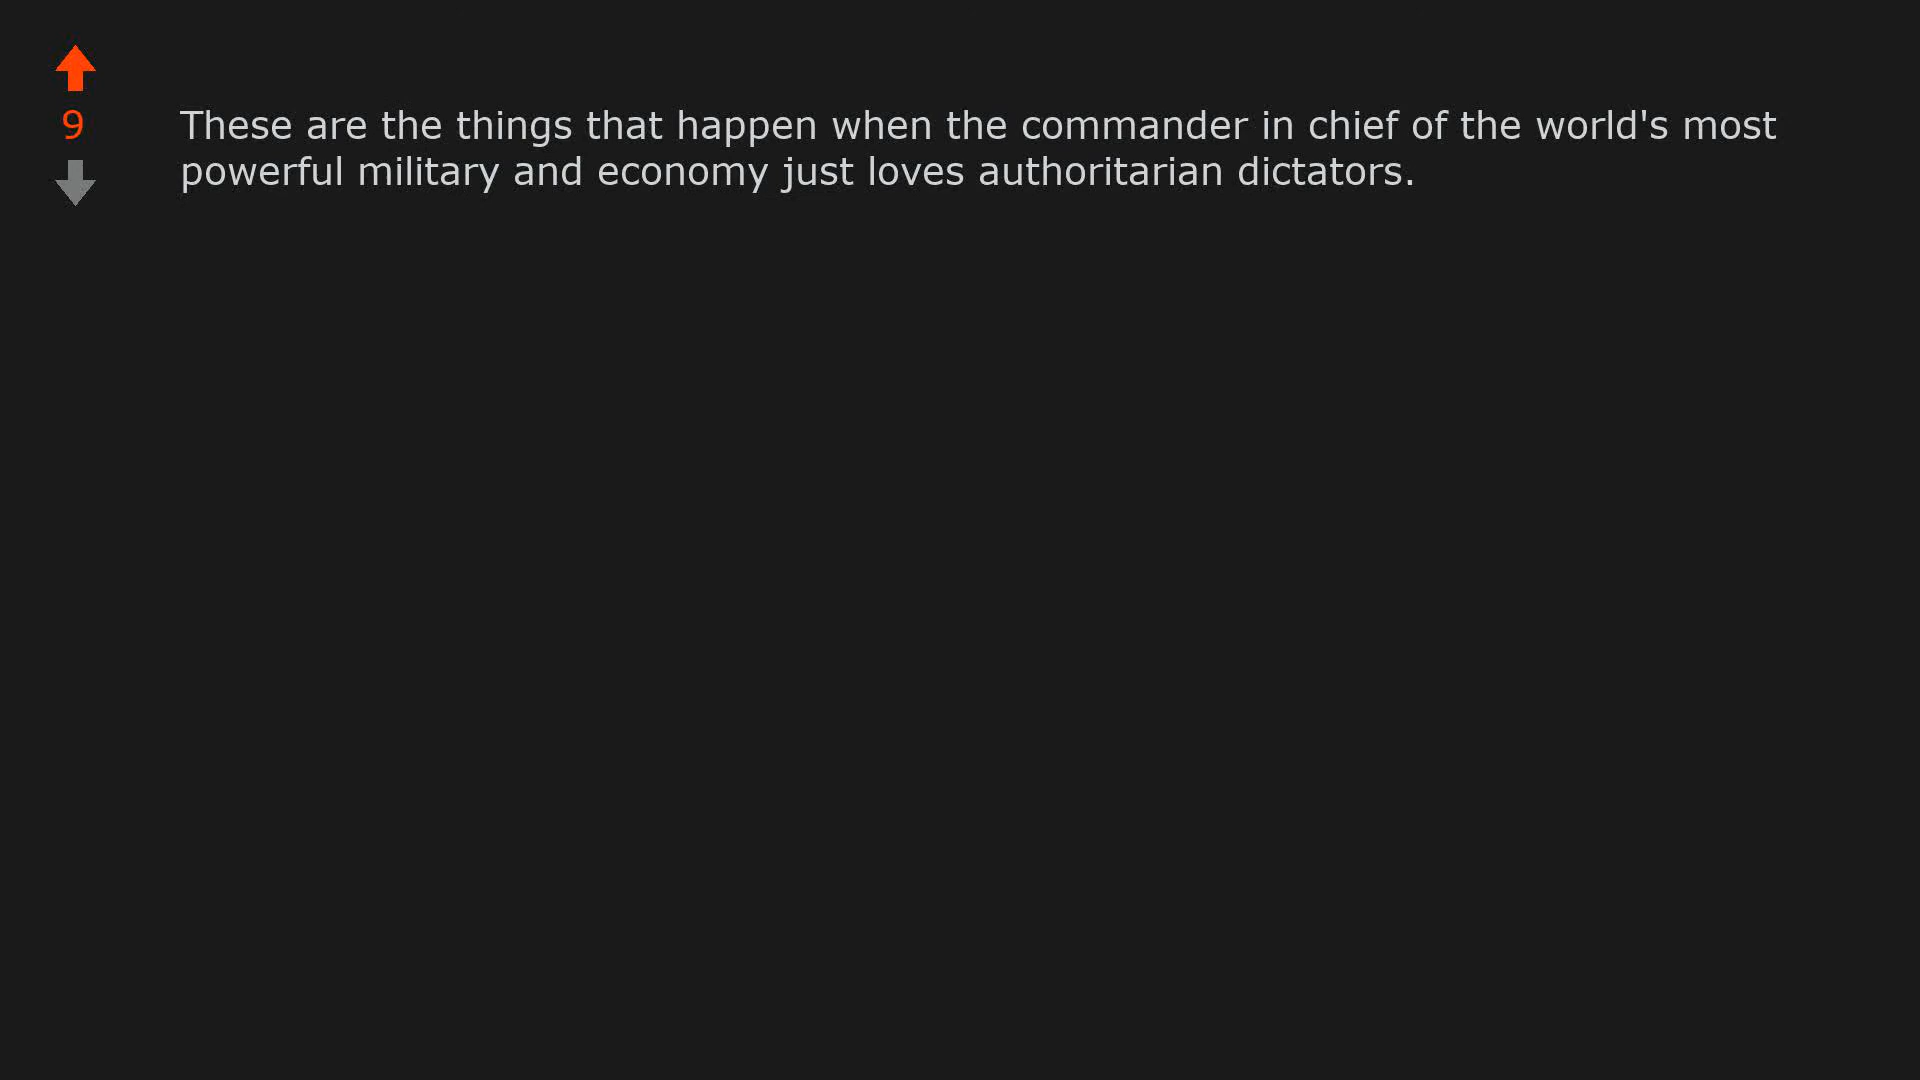 9
These are the things that happen when the commander in chief of the world's most
powerful military and economy just loves authoritarian dictators.